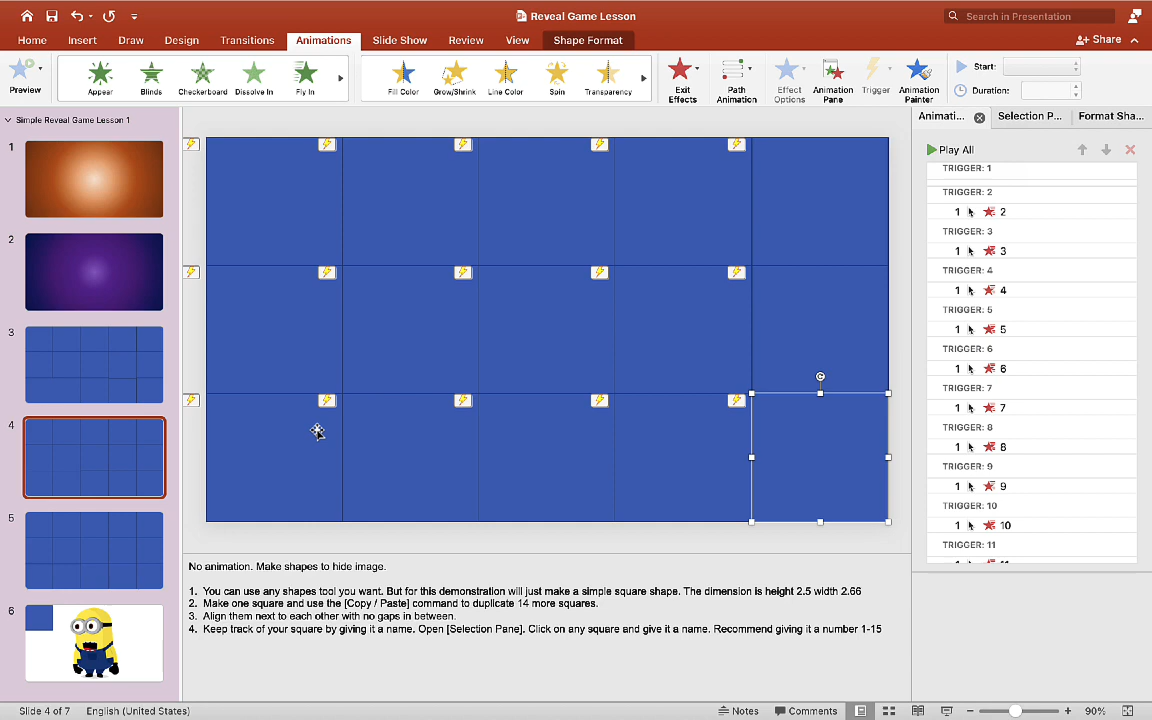 Reveal Game Lesson
Search in Presentation
Home Insert Draw Design Transitions Animations Slide Show Review View Shape Format
Share
Preview
Appear Blinds Checkerboard Dissolve In Fly In
Fill Color Grow/Shrink Line Color Spin Transparency
Exit Effects
Path Animation
Effect Options
Animation Pane
Trigger
Animation Painter
Start:
Duration:
Simple Reveal Game Lesson 1
1
2
3
4
5
6
Animati... Selection P... Format Sha...
Play All
TRIGGER: 1
TRIGGER: 2
1 2
TRIGGER: 3
1 3
TRIGGER: 4
1 4
TRIGGER: 5
1 5
TRIGGER: 6
1 6
TRIGGER: 7
1 7
TRIGGER: 8
1 8
TRIGGER: 9
1 9
TRIGGER: 10
1 10
TRIGGER: 11
No animation. Make shapes to hide image.
1. You can use any shapes tool you want. But for this demonstration will just make a simple square shape. The dimension is height 2.5 width 2.66
2. Make one square and use the [Copy / Paste] command to duplicate 14 more squares.
3. Align them next to each other with no gaps in between.
4. Keep track of your square by giving it a name. Open [Selection Pane]. Click on any square and give it a name. Recommend giving it a number 1-15
Slide 4 of 7 English (United States) Notes Comments 90%